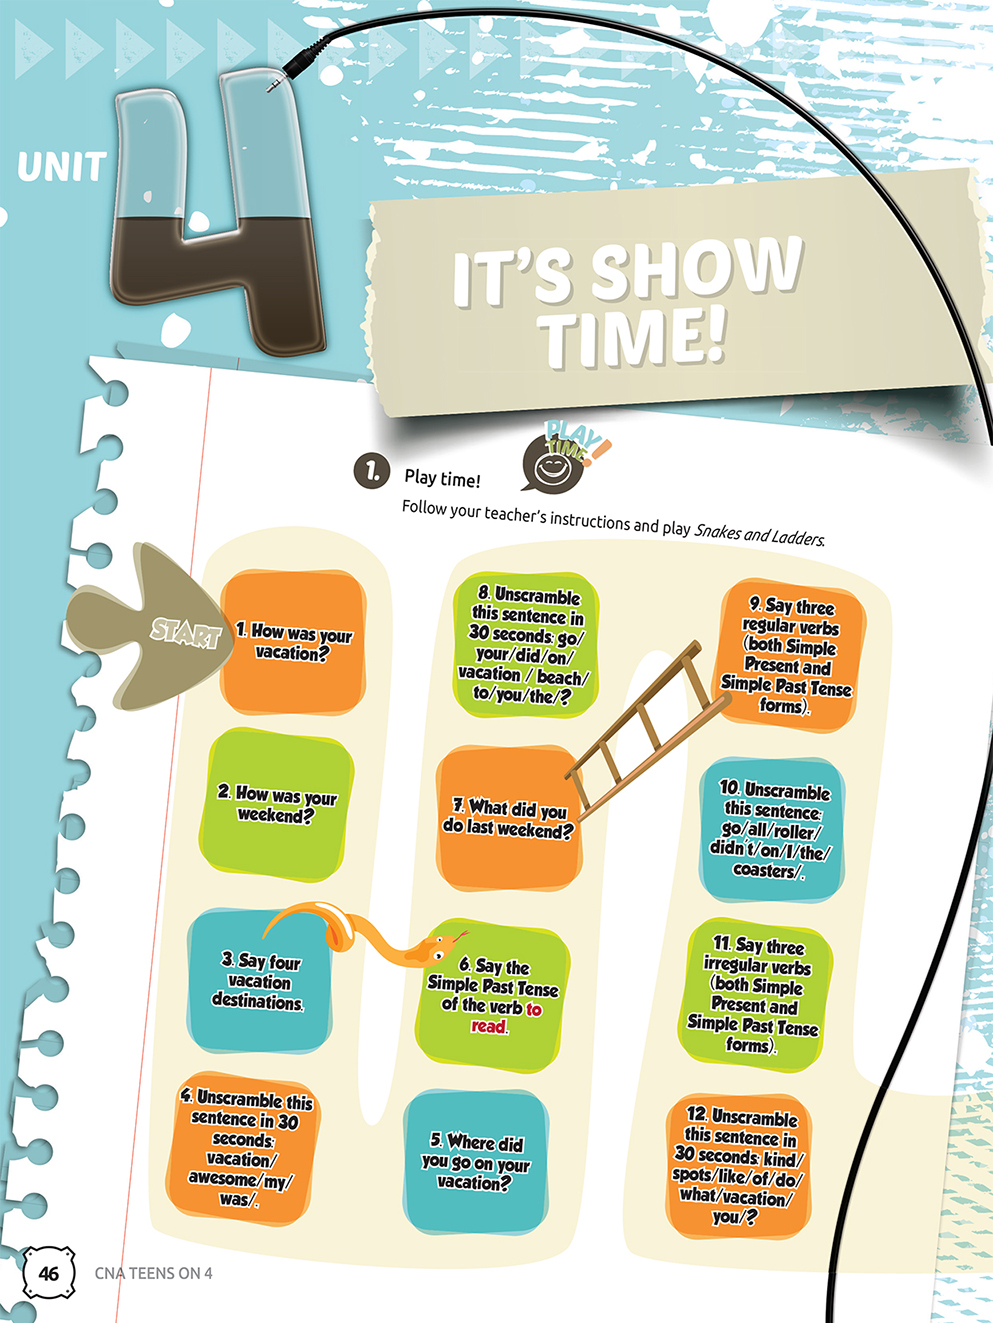 UNIT
4
IT'S SHOW
TIME!
1.
Play time!
PLAY
TIME!
Follow your teacher's instructions and play Snakes and Ladders.
START
1. How was your
vacation?
2. How was your
weekend?
3. Say four
vacation
destinations.
4. Unscramble this
sentence in 30
seconds:
vacation/
awesome/my/
was/.
5. Where did
you go on your
vacation?
6. Say the
Simple Past Tense
of the verb to
read.
7. What did you
do last weekend?
8. Unscramble
this sentence in
30 seconds: go/
your/did/on/
vacation / beach/
to/you/the/?
9. Say three
regular verbs
(both Simple
Present and
Simple Past Tense
forms).
10. Unscramble
this sentence:
go/all/roller/
didn't/on/I/the/
coasters/.
11. Say three
irregular verbs
(both Simple
Present and
Simple Past Tense
forms).
12. Unscramble
this sentence in
30 seconds: kind/
spots/like/of/do/
what/vacation/
you/?
46
CNA TEENS ON 4